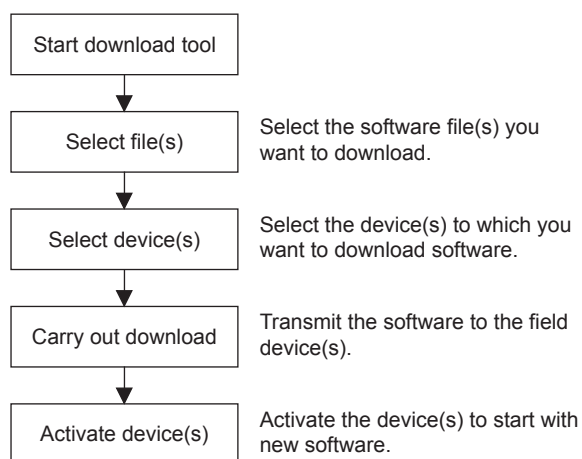 Start download tool
Select file(s)
Select the software file(s) you
want to download.
Select device(s)
Select the device(s) to which you
want to download software.
Carry out download
Transmit the software to the field
device(s).
Activate device(s)
Activate the device(s) to start with
new software.